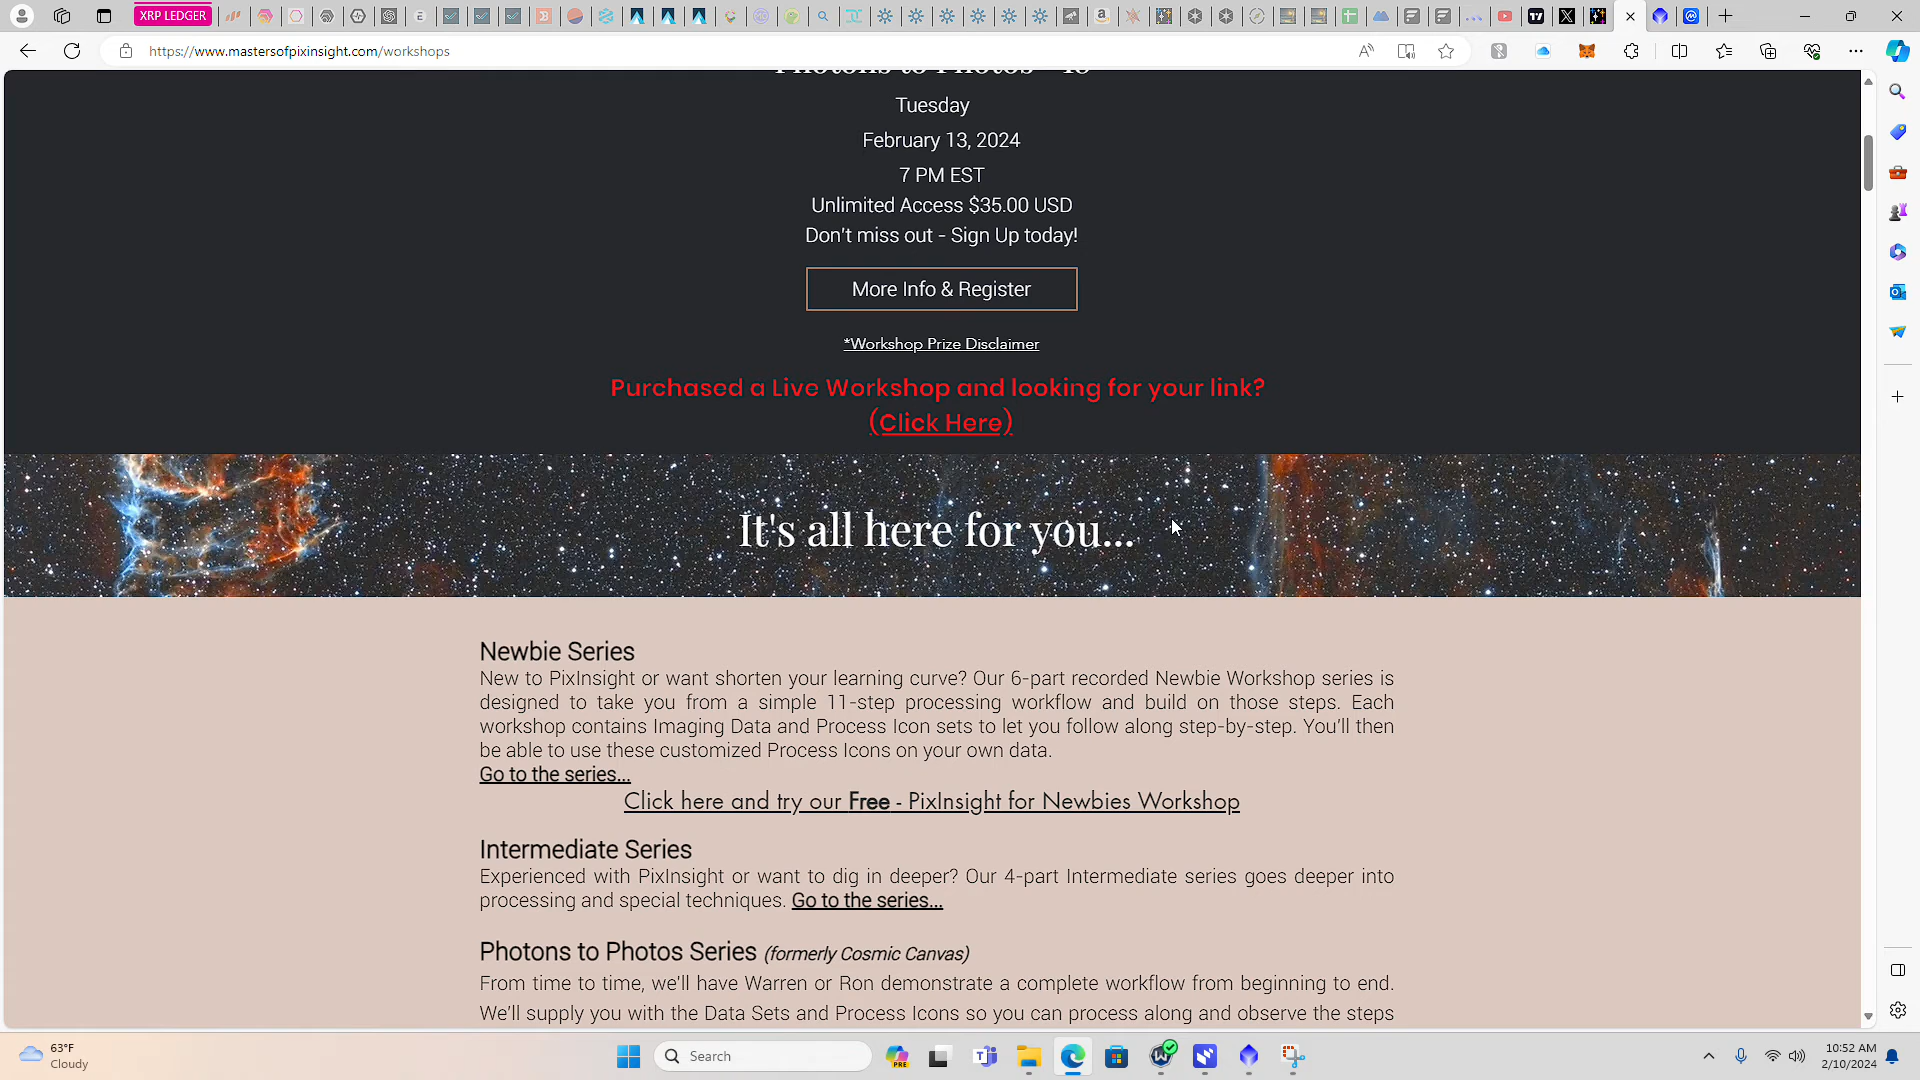 XRP LEDGER
https://www.mastersofpixinsight.com/workshops
Tuesday
February 13, 2024
7 PM EST
Unlimited Access $35.00 USD
Don't miss out - Sign Up today!
More Info & Register
*Workshop Prize Disclaimer
Purchased a Live Workshop and looking for your link?
(Click Here)
It's all here for you...
Newbie Series
New to PixInsight or want shorten your learning curve? Our 6-part recorded Newbie Workshop series is
designed to take you from a simple 11-step processing workflow and build on those steps. Each
workshop contains Imaging Data and Process Icon sets to let you follow along step-by-step. You'll then
be able to use these customized Process Icons on your own data.
Go to the series...
Click here and try our Free - PixInsight for Newbies Workshop
Intermediate Series
Experienced with PixInsight or want to dig in deeper? Our 4-part Intermediate series goes deeper into
processing and special techniques. Go to the series...
Photons to Photos Series (formerly Cosmic Canvas)
From time to time, we'll have Warren or Ron demonstrate a complete workflow from beginning to end.
We'll supply you with the Data Sets and Process Icons so you can process along and observe the steps
63°F
Cloudy
Search
PRE
10:52 AM
2/10/2024